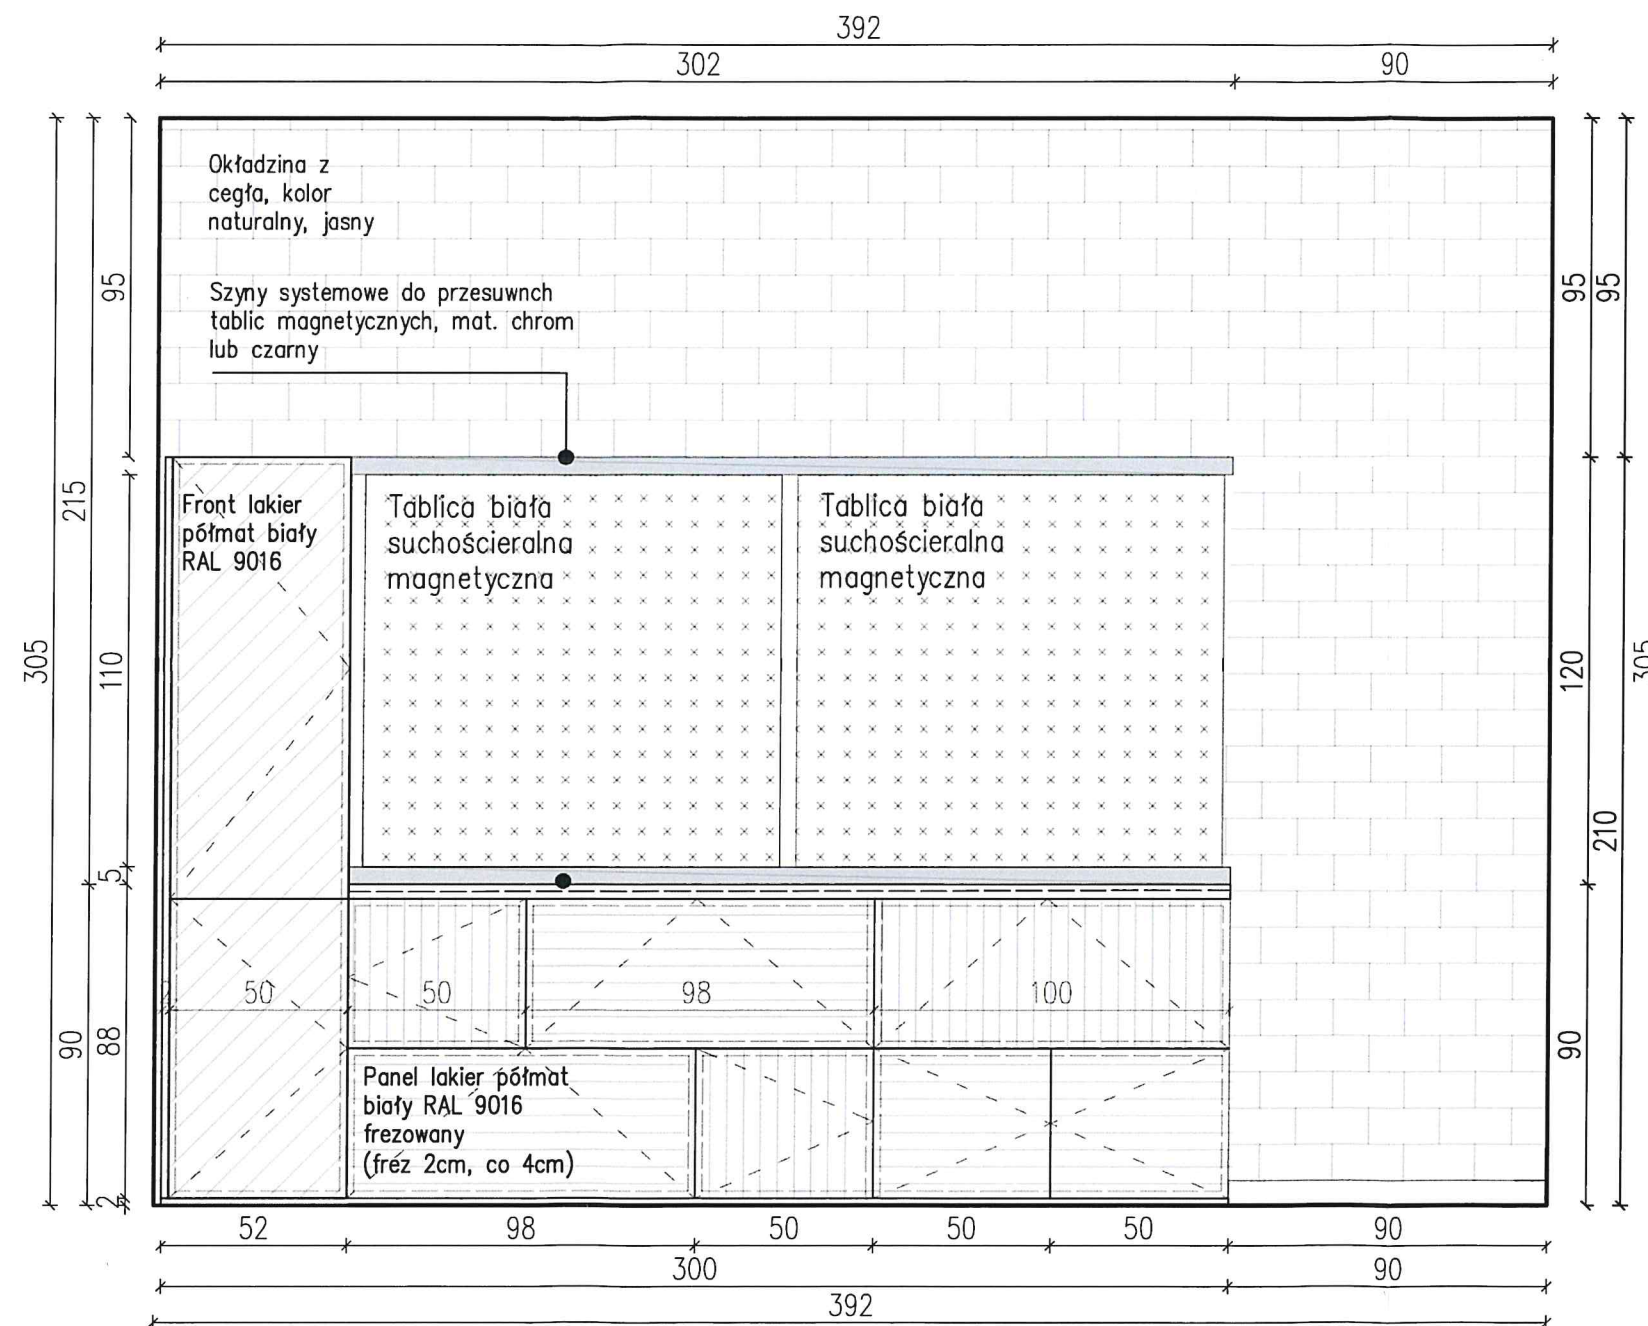 392
302
90
Okładzina z
cegła, kolor
naturalny, jasny
Szyny systemowe do przesuwnch
tablic magnetycznych, mat. chrom
lub czarny
Front lakier
półmat biały
RAL 9016
Tablica biała
suchościeralna
magnetyczna
Tablica biała
suchościeralna
magnetyczna
305
215
90
95
110
5
88
2
95
120
90
95
210
305
50
50
98
100
Panel lakier półmat
biały RAL 9016
frezowany
(frez 2cm, co 4cm)
52
98
50
50
50
90
300
90
392